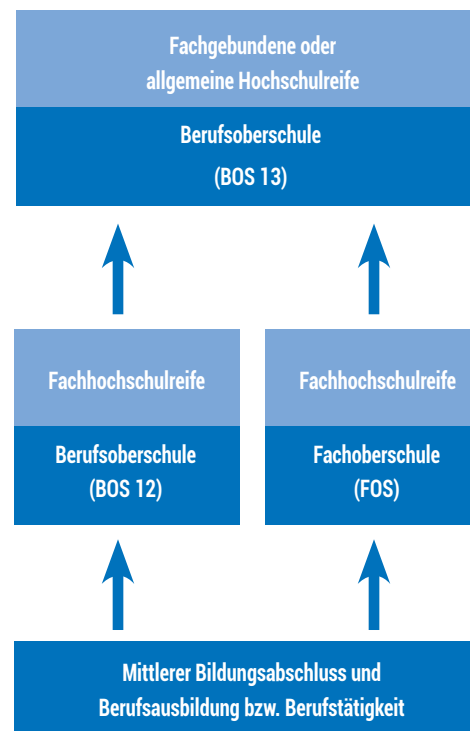 Fachgebundene oder
allgemeine Hochschulreife
Berufsoberschule
(BOS 13)
Fachhochschulreife
Berufsoberschule
(BOS 12)
Fachhochschulreife
Fachoberschule
(FOS)
Mittlerer Bildungsabschluss und
Berufsausbildung bzw. Berufstätigkeit